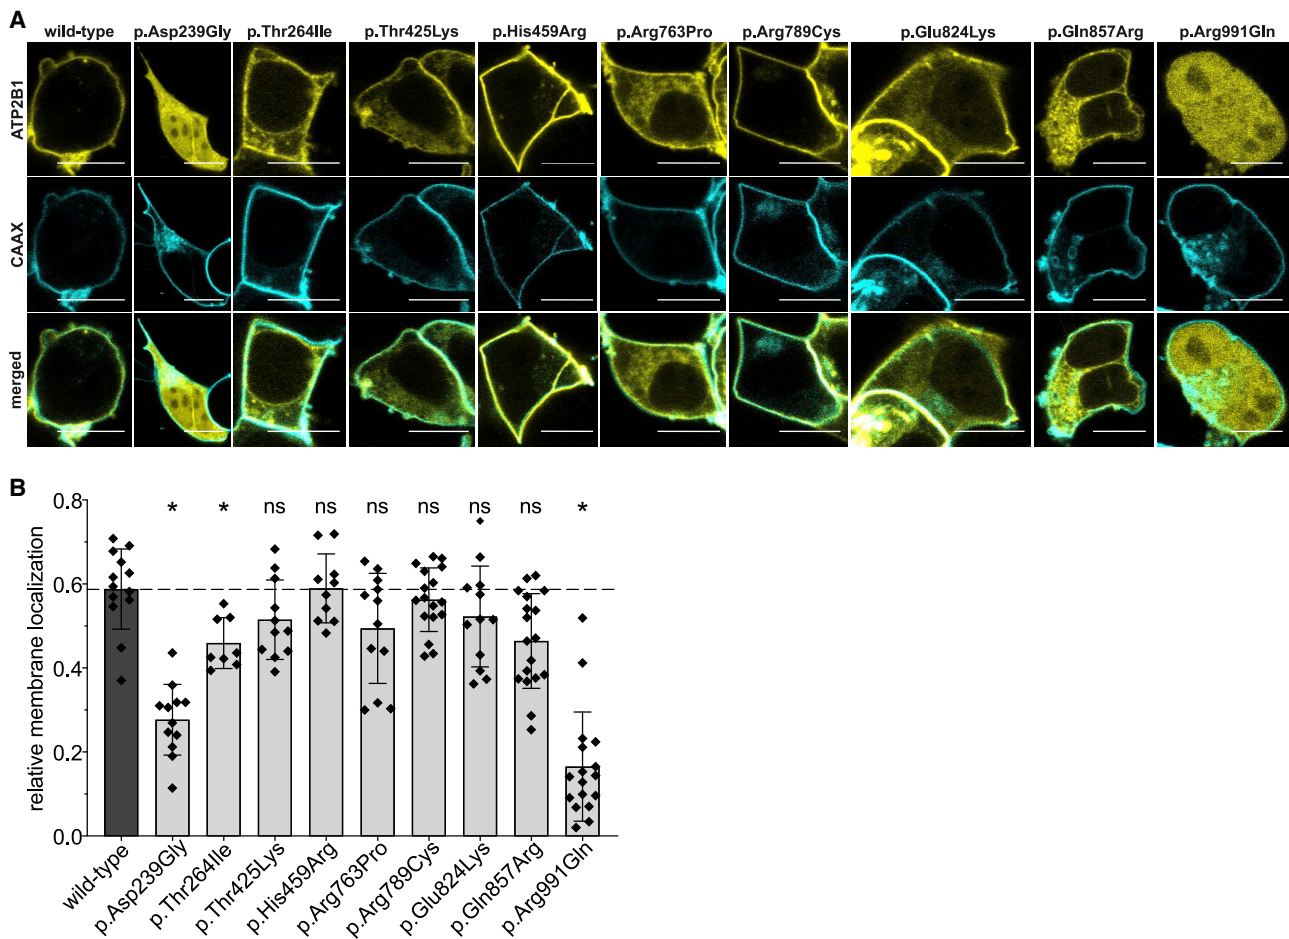 A
wild-type p.Asp239Gly p.Thr264Ile p.Thr425Lys p.His459Arg p.Arg763Pro p.Arg789Cys p.Glu824Lys p.Gln857Arg p.Arg991Gln
ATP2B1
CAAX
merged
B
* * ns ns ns ns ns ns *
relative membrane localization
0.8
0.6
0.4
0.2
0.0
wild-type p.Asp239Gly p.Thr264Ile p.Thr425Lys p.His459Arg p.Arg763Pro p.Arg789Cys p.Glu824Lys p.Gln857Arg p.Arg991Gln